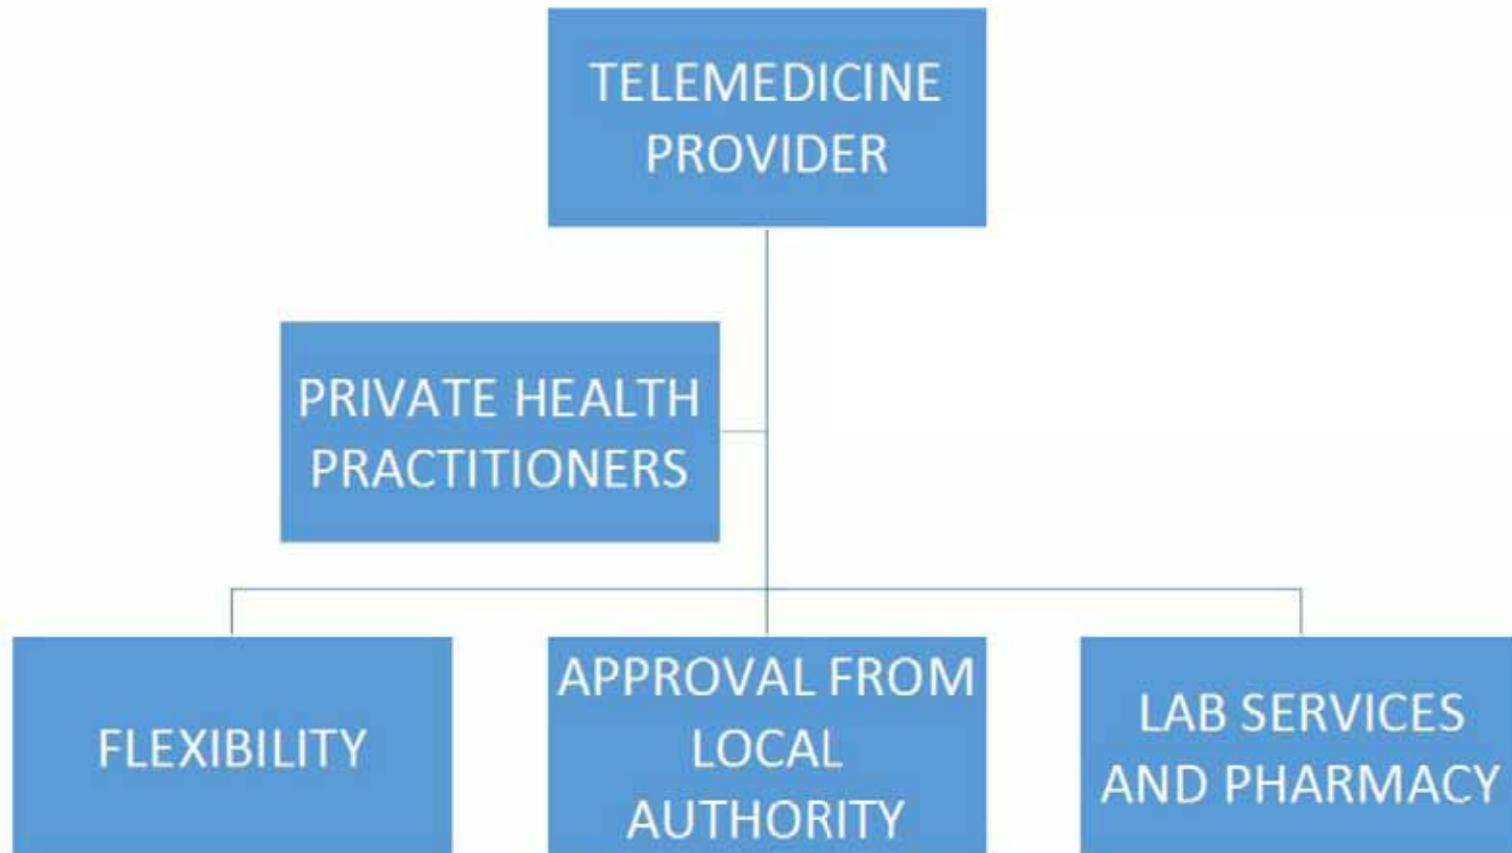 TELEMEDICINE
PROVIDER
PRIVATE HEALTH
PRACTITIONERS
FLEXIBILITY
APPROVAL FROM
LOCAL
AUTHORITY
LAB SERVICES
AND PHARMACY